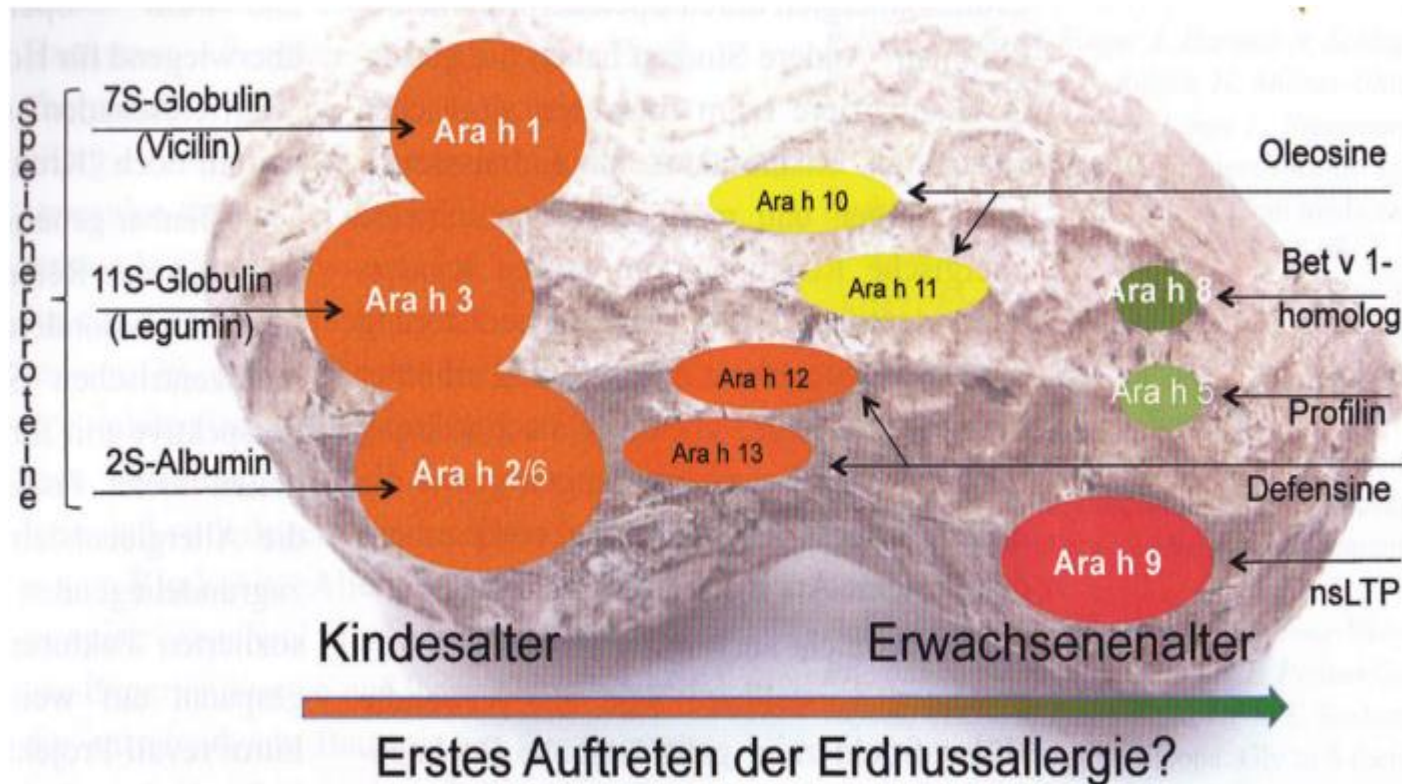 Speicherproteine
7S-Globulin
(Vicilin)
11S-Globulin
(Legumin)
2S-Albumin
Ara h 1
Ara h 3
Ara h 2/6
Ara h 10
Ara h 11
Ara h 12
Ara h 13
Ara h 8
Ara h 5
Ara h 9
Oleosine
Bet v 1-
homolog
Profilin
Defensine
nsLTP
Kindesalter
Erwachsenenalter
Erstes Auftreten der Erdnussallergie?